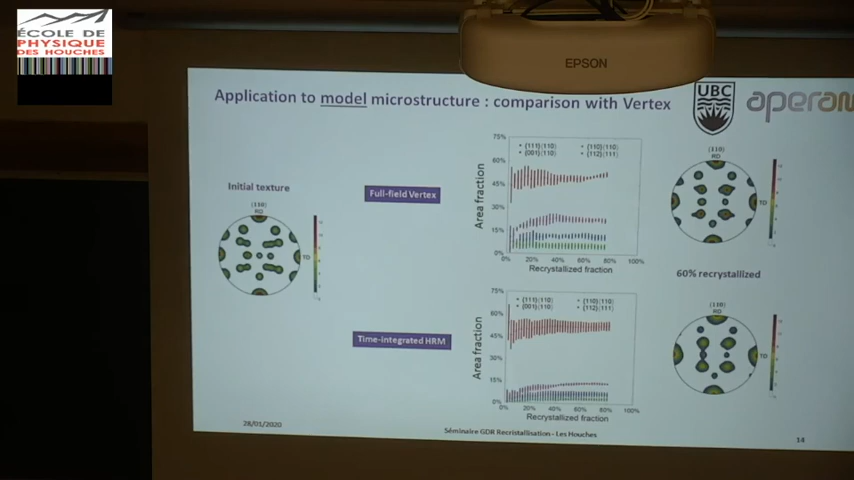 ÉCOLE DE
PHYSIQUE
DES HOUCHES
EPSON
Application to model microstructure : comparison with Vertex
UBC
aperam
Initial texture
{110}
RD
TD
Full-field Vertex
75%
60%
45%
30%
15%
0%
Area fraction
{111}⟨110⟩
{001}⟨110⟩
{110}⟨110⟩
{112}⟨111⟩
0% 20% 40% 60% 80% 100%
Recrystallized fraction
{110}
RD
TD
60% recrystallized
Time-integrated HRM
75%
60%
45%
30%
15%
0%
Area fraction
{111}⟨110⟩
{001}⟨110⟩
{110}⟨110⟩
{112}⟨111⟩
0% 20% 40% 60% 80% 100%
Recrystallized fraction
{110}
RD
TD
28/01/2020
Séminaire GDR Recristallisation - Les Houches
14